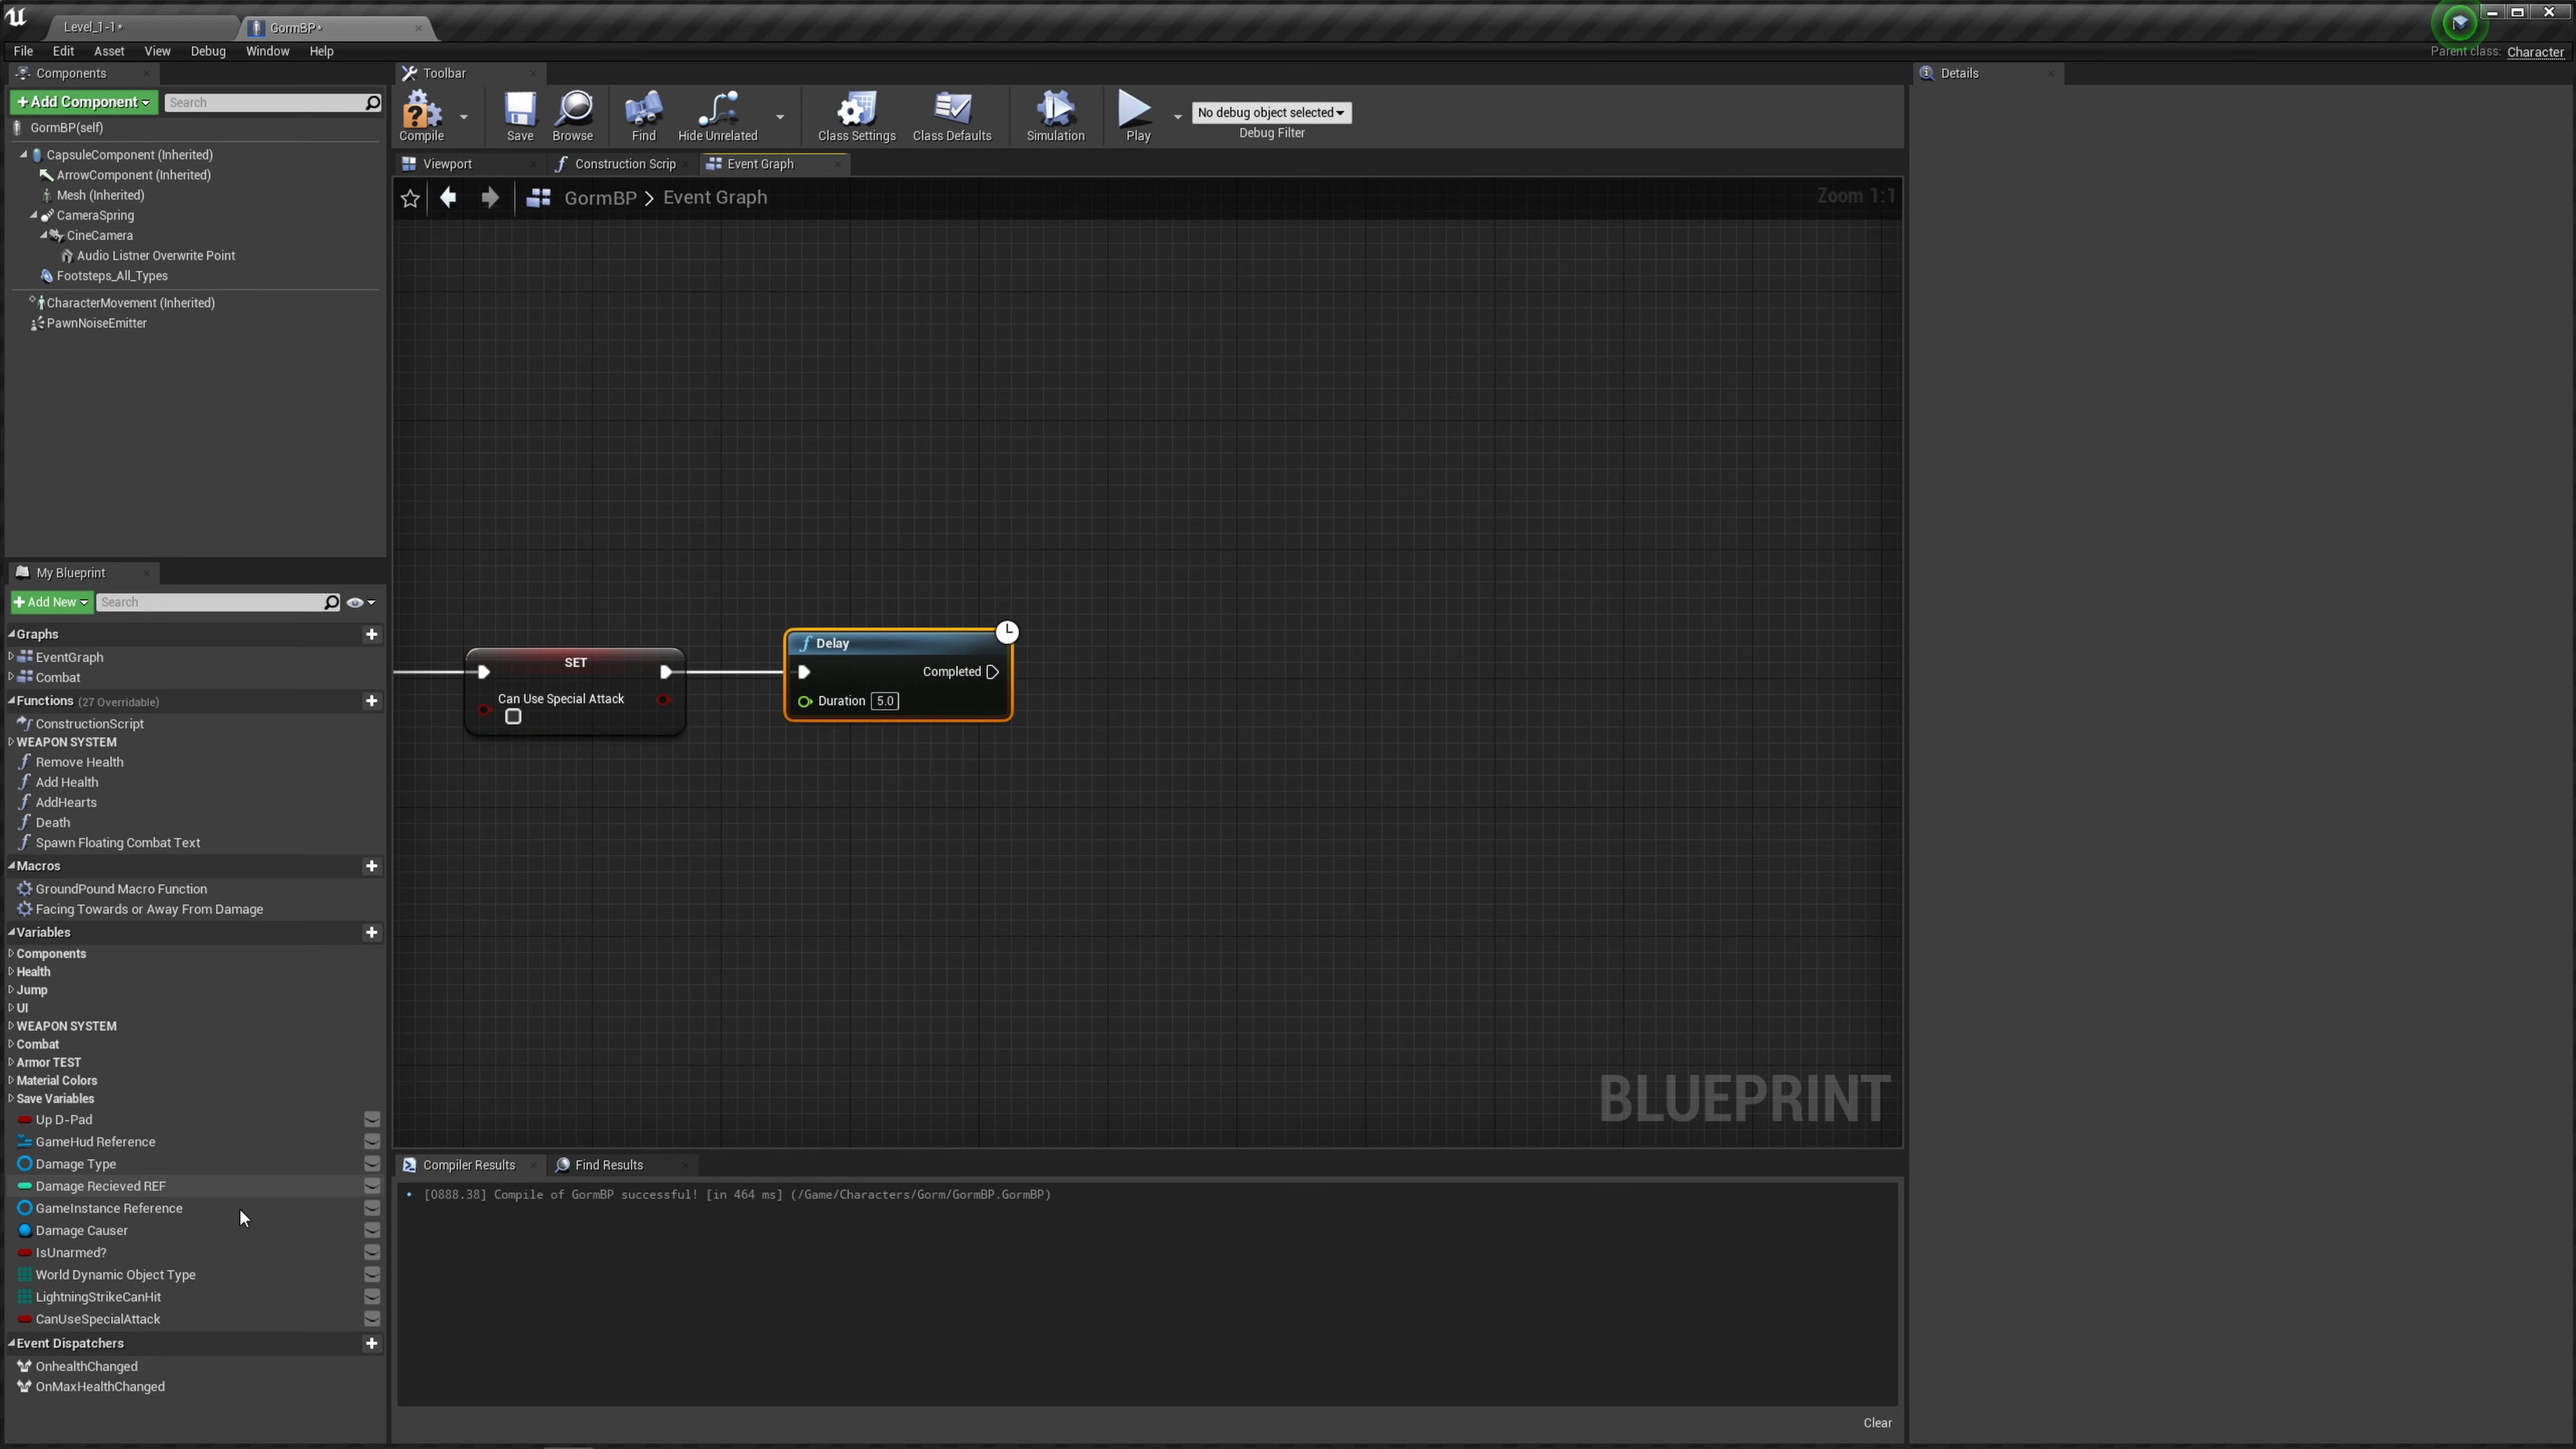 Level_1-1*
GormBP*
File Edit Asset View Debug Window Help
Parent class: Character
Components
+Add Component
Search
GormBP(self)
CapsuleComponent (Inherited)
ArrowComponent (Inherited)
Mesh (Inherited)
CameraSpring
CineCamera
Audio Listner Overwrite Point
Footsteps_All_Types
CharacterMovement (Inherited)
PawnNoiseEmitter
My Blueprint
+Add New
Search
Graphs
EventGraph
Combat
Functions (27 Overridable)
ConstructionScript
WEAPON SYSTEM
Remove Health
Add Health
AddHearts
Death
Spawn Floating Combat Text
Macros
GroundPound Macro Function
Facing Towards or Away From Damage
Variables
Components
Health
Jump
UI
WEAPON SYSTEM
Combat
Armor TEST
Material Colors
Save Variables
Up D-Pad
GameHud Reference
Damage Type
Damage Recieved REF
GameInstance Reference
Damage Causer
IsUnarmed?
World Dynamic Object Type
LightningStrikeCanHit
CanUseSpecialAttack
Event Dispatchers
OnhealthChanged
OnMaxHealthChanged
Toolbar
Compile
Save
Browse
Find
Hide Unrelated
Class Settings
Class Defaults
Simulation
Play
No debug object selected
Debug Filter
Viewport
Construction Scrip
Event Graph
GormBP > Event Graph
Zoom 1:1
SET
Can Use Special Attack
Delay
Completed
Duration 5.0
BLUEPRINT
Compiler Results
Find Results
[0888.38] Compile of GormBP successful! [in 464 ms] (/Game/Characters/Gorm/GormBP.GormBP)
Clear
Details